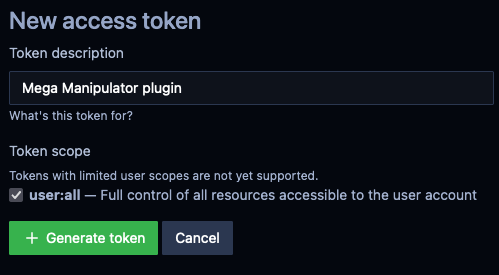 New access token
Token description
Mega Manipulator plugin
What's this token for?
Token scope
Tokens with limited user scopes are not yet supported.
user:all — Full control of all resources accessible to the user account
+ Generate token
Cancel